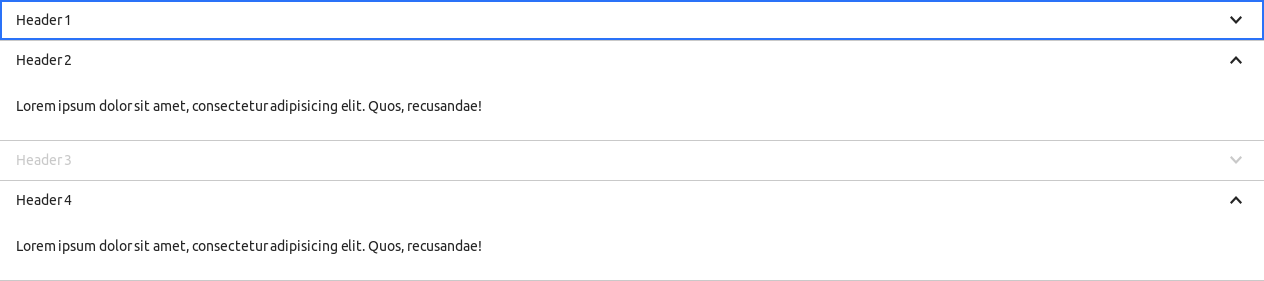 Header 1
Header 2
Lorem ipsum dolor sit amet, consectetur adipisicing elit. Quos, recusandae!
Header 3
Header 4
Lorem ipsum dolor sit amet, consectetur adipisicing elit. Quos, recusandae!